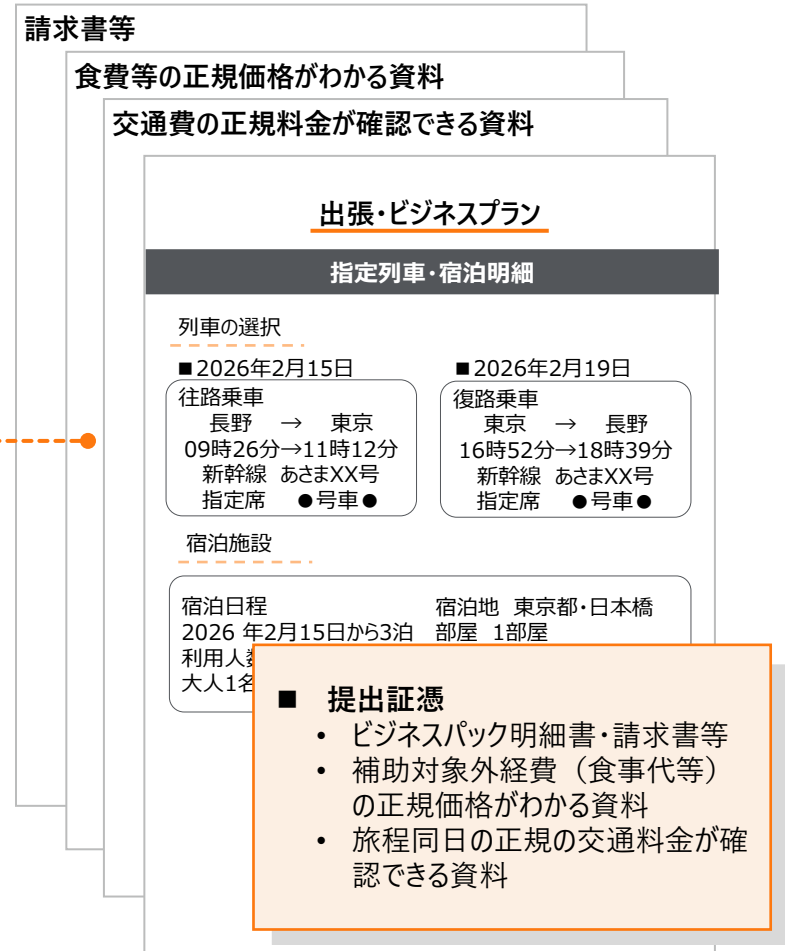 請求書等
食費等の正規価格がわかる資料
交通費の正規料金が確認できる資料
出張・ビジネスプラン
指定列車・宿泊明細
列車の選択
■2026年2月15日
往路乗車
長野 → 東京
09時26分→11時12分
新幹線 あさまXX号
指定席 ●号車●
■2026年2月19日
復路乗車
東京 → 長野
16時52分→18時39分
新幹線 あさまXX号
指定席 ●号車●
宿泊施設
宿泊日程
2026 年2月15日から3泊
利用人数
大人1名
宿泊地 東京都・日本橋
部屋 1部屋
■ 提出証憑
• ビジネスパック明細書・請求書等
• 補助対象外経費（食事代等）
の正規価格がわかる資料
• 旅程同日の正規の交通料金が確
認できる資料